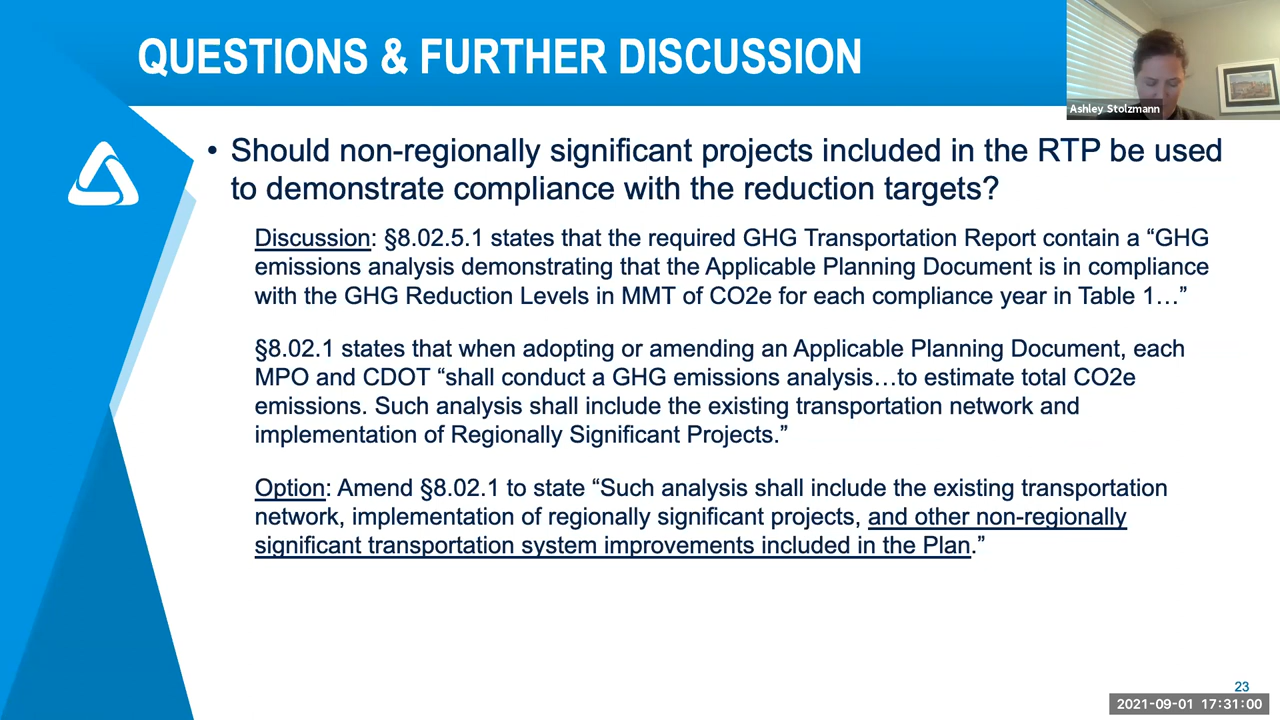 QUESTIONS & FURTHER DISCUSSION
Ashley Stolzmann
• Should non-regionally significant projects included in the RTP be used
to demonstrate compliance with the reduction targets?
Discussion: §8.02.5.1 states that the required GHG Transportation Report contain a “GHG
emissions analysis demonstrating that the Applicable Planning Document is in compliance
with the GHG Reduction Levels in MMT of CO2e for each compliance year in Table 1…”
§8.02.1 states that when adopting or amending an Applicable Planning Document, each
MPO and CDOT “shall conduct a GHG emissions analysis…to estimate total CO2e
emissions. Such analysis shall include the existing transportation network and
implementation of Regionally Significant Projects.”
Option: Amend §8.02.1 to state “Such analysis shall include the existing transportation
network, implementation of regionally significant projects, and other non-regionally
significant transportation system improvements included in the Plan.”
23
2021-09-01 17:31:00